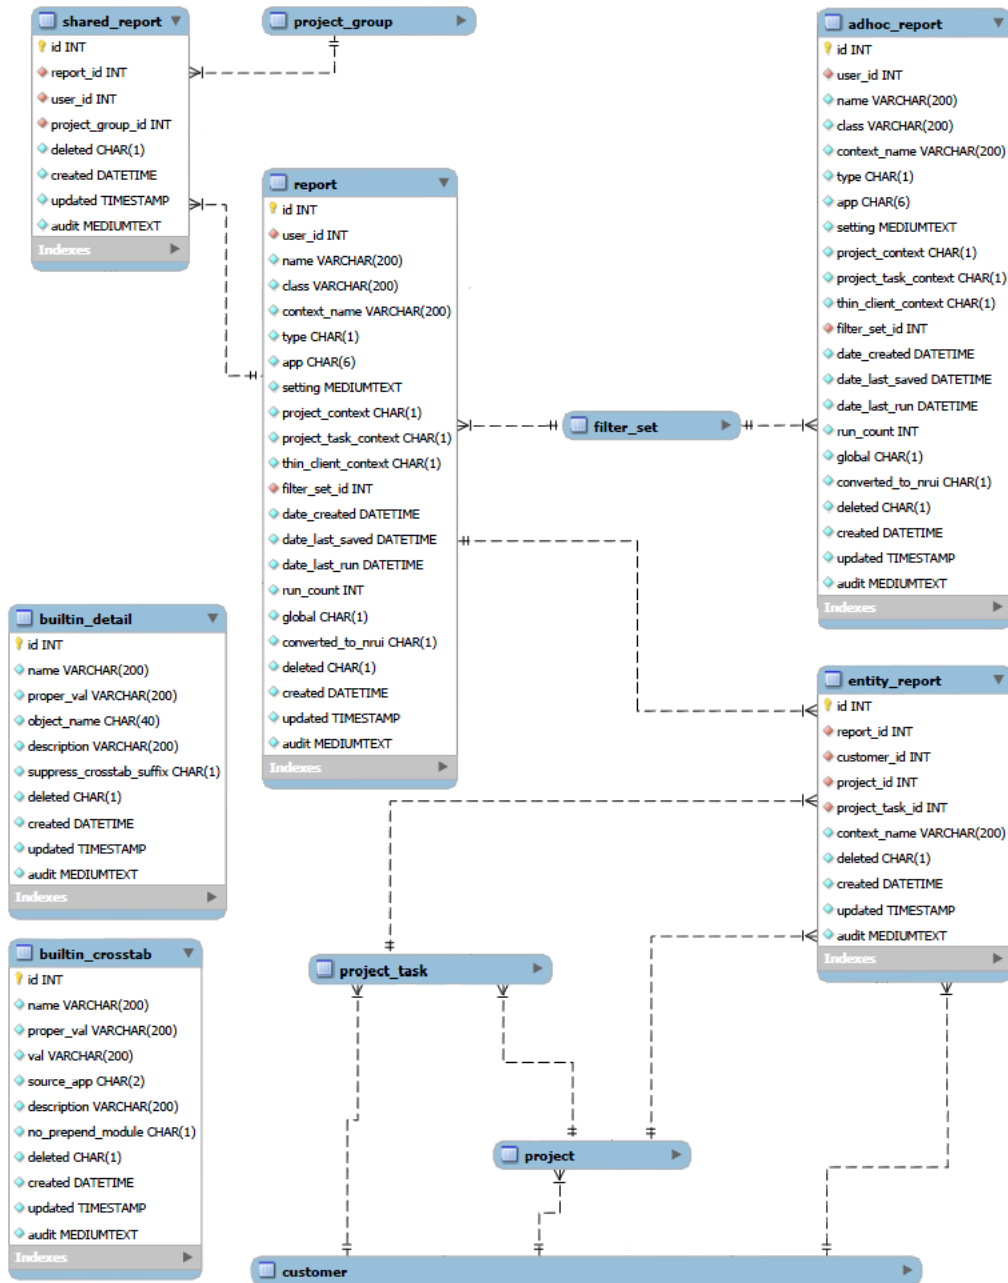 shared_report
id INT
report_id INT
user_id INT
project_group_id INT
deleted CHAR(1)
created DATETIME
updated TIMESTAMP
audit MEDIUMTEXT
Indexes
project_group
report
id INT
user_id INT
name VARCHAR(200)
class VARCHAR(200)
context_name VARCHAR(200)
type CHAR(1)
app CHAR(6)
setting MEDIUMTEXT
project_context CHAR(1)
project_task_context CHAR(1)
thin_client_context CHAR(1)
filter_set_id INT
date_created DATETIME
date_last_saved DATETIME
date_last_run DATETIME
run_count INT
global CHAR(1)
converted_to_nrui CHAR(1)
deleted CHAR(1)
created DATETIME
updated TIMESTAMP
audit MEDIUMTEXT
Indexes
filter_set
adhoc_report
id INT
user_id INT
name VARCHAR(200)
class VARCHAR(200)
context_name VARCHAR(200)
type CHAR(1)
app CHAR(6)
setting MEDIUMTEXT
project_context CHAR(1)
project_task_context CHAR(1)
thin_client_context CHAR(1)
filter_set_id INT
date_created DATETIME
date_last_saved DATETIME
date_last_run DATETIME
run_count INT
global CHAR(1)
converted_to_nrui CHAR(1)
deleted CHAR(1)
created DATETIME
updated TIMESTAMP
audit MEDIUMTEXT
Indexes
builtin_detail
id INT
name VARCHAR(200)
proper_val VARCHAR(200)
object_name CHAR(40)
description VARCHAR(200)
suppress_crosstab_suffix CHAR(1)
deleted CHAR(1)
created DATETIME
updated TIMESTAMP
audit MEDIUMTEXT
Indexes
entity_report
id INT
report_id INT
customer_id INT
project_id INT
project_task_id INT
context_name VARCHAR(200)
deleted CHAR(1)
created DATETIME
updated TIMESTAMP
audit MEDIUMTEXT
Indexes
builtin_crosstab
id INT
name VARCHAR(200)
proper_val VARCHAR(200)
val VARCHAR(200)
source_app CHAR(2)
description VARCHAR(200)
no_prepend_module CHAR(1)
deleted CHAR(1)
created DATETIME
updated TIMESTAMP
audit MEDIUMTEXT
Indexes
project_task
project
customer